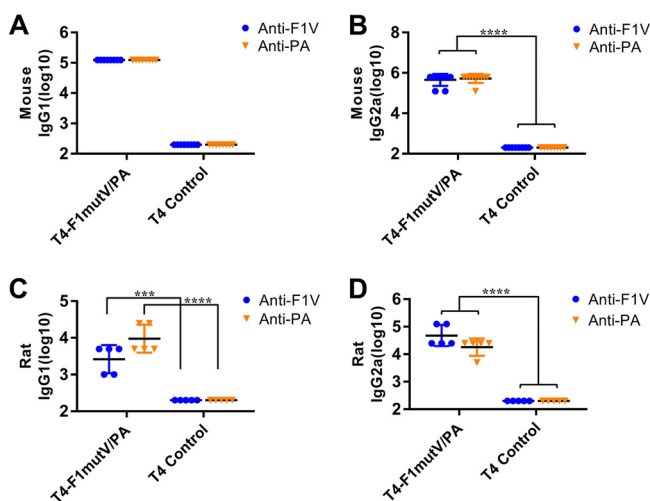 A
Anti-F1V
Anti-PA
Mouse
IgG1(log10)
6
5
4
3
2
T4-F1mutV/PA
T4 Control
B
Anti-F1V
Anti-PA
****
Mouse
IgG2a(log10)
8
6
4
2
T4-F1mutV/PA
T4 Control
C
Anti-F1V
Anti-PA
***
****
Rat
IgG1(log10)
5
4
3
2
T4-F1mutV/PA
T4 Control
D
Anti-F1V
Anti-PA
****
Rat
IgG2a(log10)
6
5
4
3
2
T4-F1mutV/PA
T4 Control